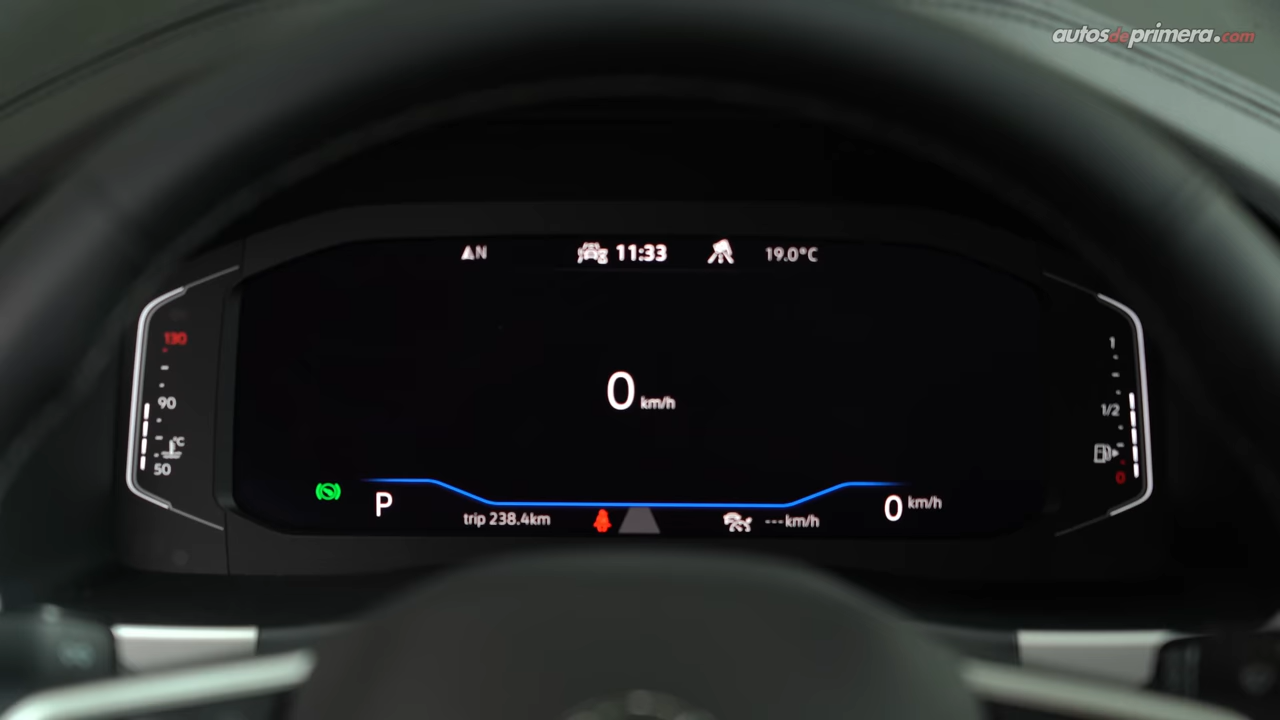 autosdeprimera.com
N 11:33 19.0°C
130
90
°C
50
0 km/h
1
1/2
0
P
trip 238.4km
---km/h
0 km/h